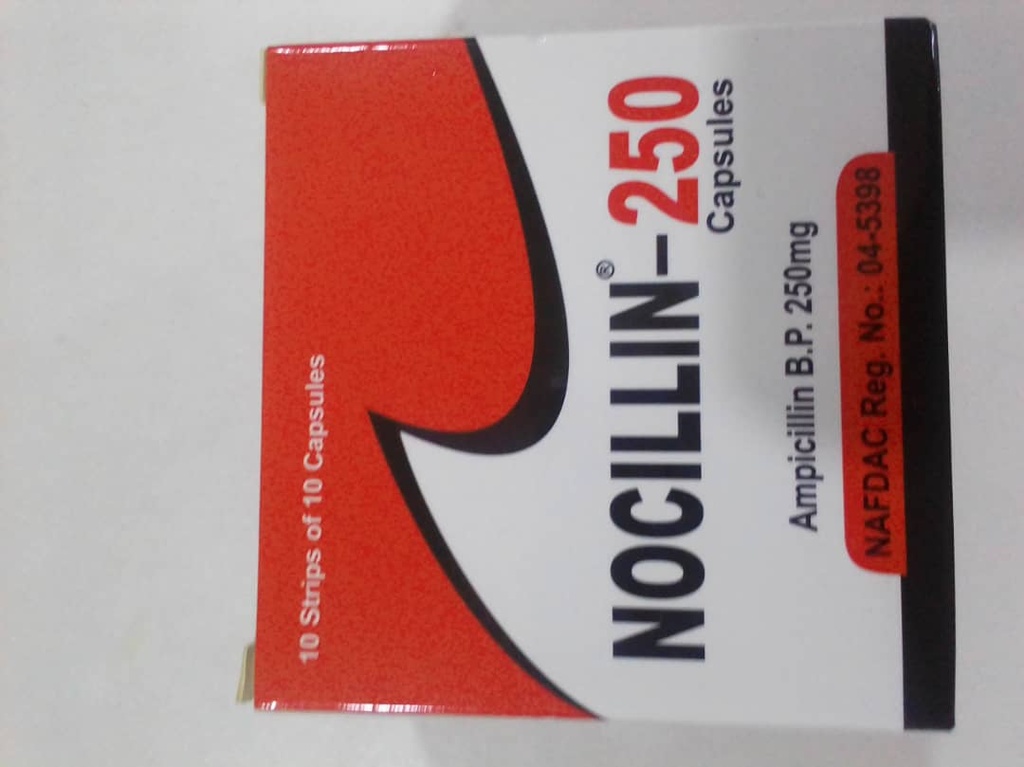 10 Strips of 10 Capsules
NOCILLIN®-250
Capsules
Ampicillin B.P. 250mg
NAFDAC Reg. No.: 04-5398